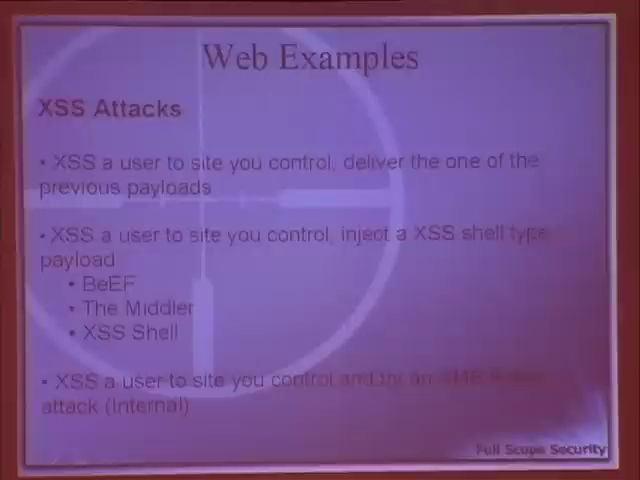 Web Examples
XSS Attacks
• XSS a user to site you control, deliver the one of the
previous payloads
• XSS a user to site you control, inject a XSS shell type
payload
• BeEF
• The Middler
• XSS Shell
• XSS a user to site you control and try an SMB
attack (Internal)
Full Scope Security